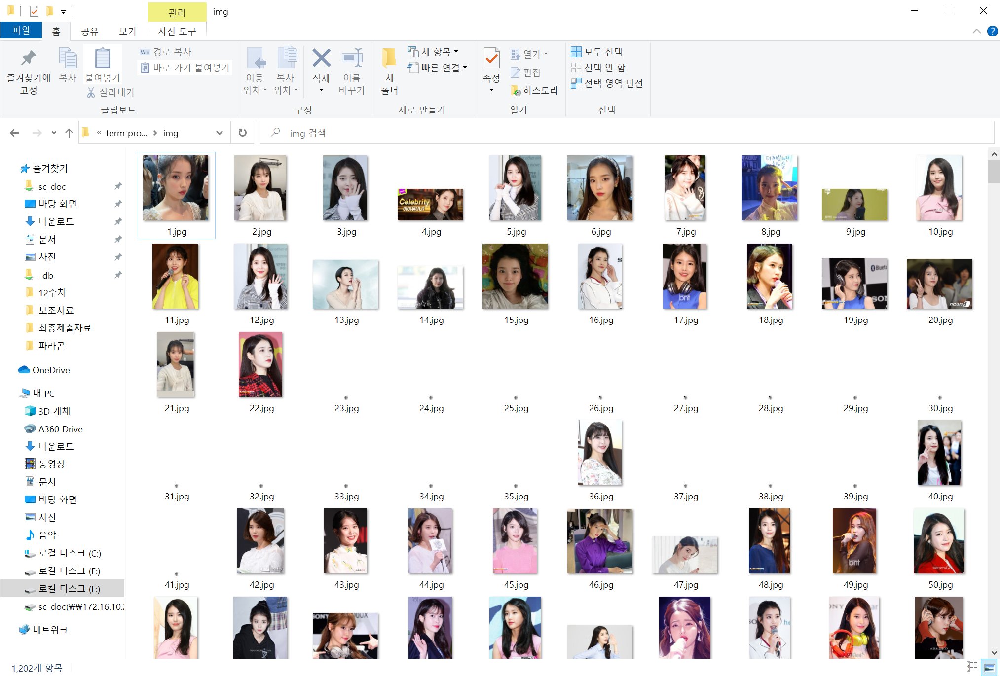 관리
img
파일
홈
공유
보기
사진 도구
즐겨찾기에
고정
복사
붙여넣기
경로 복사
바로 가기 붙여넣기
잘라내기
클립보드
이동
위치
복사
위치
삭제
이름
바꾸기
구성
새
폴더
새 항목
빠른 연결
새로 만들기
속성
열기
편집
히스토리
열기
모두 선택
선택 안 함
선택 영역 반전
선택
« term pro... > img
img 검색
즐겨찾기
sc_doc
바탕 화면
다운로드
문서
사진
_db
12주차
보조자료
최종제출자료
파라곤
OneDrive
내 PC
3D 개체
A360 Drive
다운로드
동영상
문서
바탕 화면
사진
음악
로컬 디스크 (C:)
로컬 디스크 (E:)
로컬 디스크 (F:)
sc_doc(₩₩172.16.10.
네트워크
Celebrity
아이유(IU)
1.jpg 2.jpg 3.jpg 4.jpg 5.jpg 6.jpg 7.jpg 8.jpg 9.jpg 10.jpg
bnt
news1
11.jpg 12.jpg 13.jpg 14.jpg 15.jpg 16.jpg 17.jpg 18.jpg 19.jpg 20.jpg
21.jpg 22.jpg 23.jpg 24.jpg 25.jpg 26.jpg 27.jpg 28.jpg 29.jpg 30.jpg
31.jpg 32.jpg 33.jpg 34.jpg 35.jpg 36.jpg 37.jpg 38.jpg 39.jpg 40.jpg
bnt
41.jpg 42.jpg 43.jpg 44.jpg 45.jpg 46.jpg 47.jpg 48.jpg 49.jpg 50.jpg
1,202개 항목